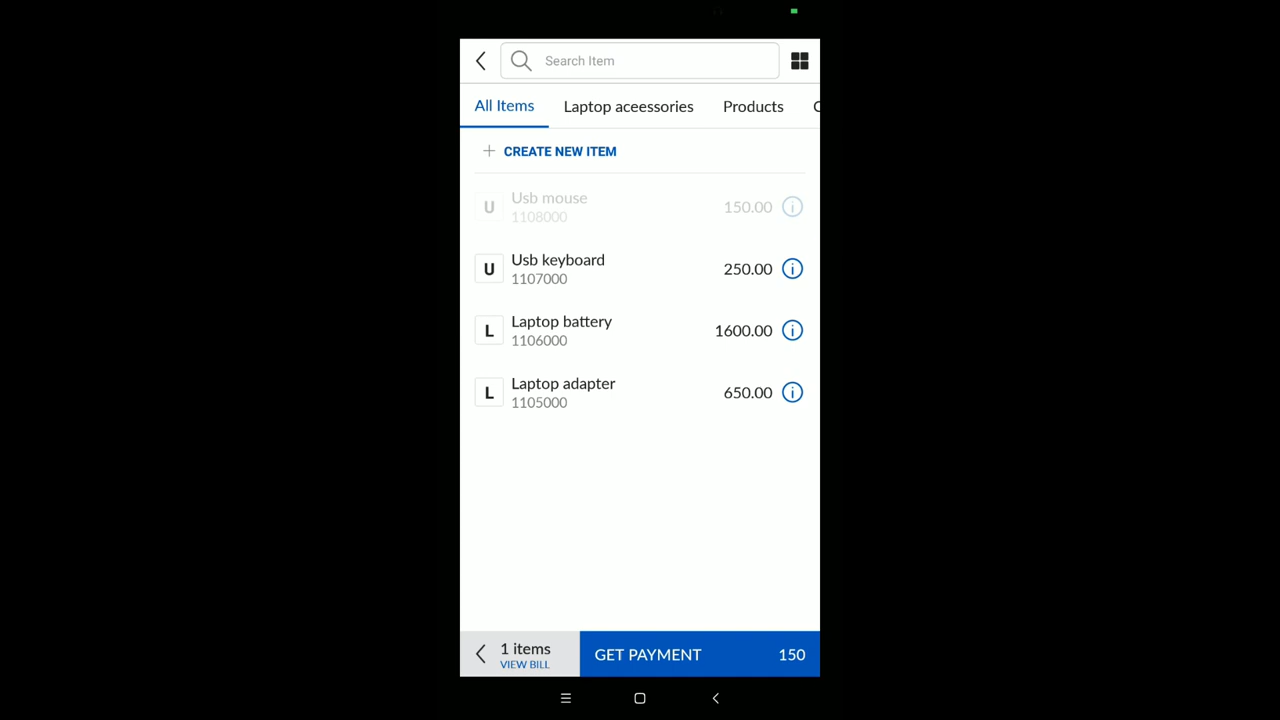 Search Item
All Items Laptop aceessories Products C
CREATE NEW ITEM
U Usb mouse 150.00
1108000
U Usb keyboard 250.00
1107000
L Laptop battery 1600.00
1106000
L Laptop adapter 650.00
1105000
1 items
VIEW BILL
GET PAYMENT 150